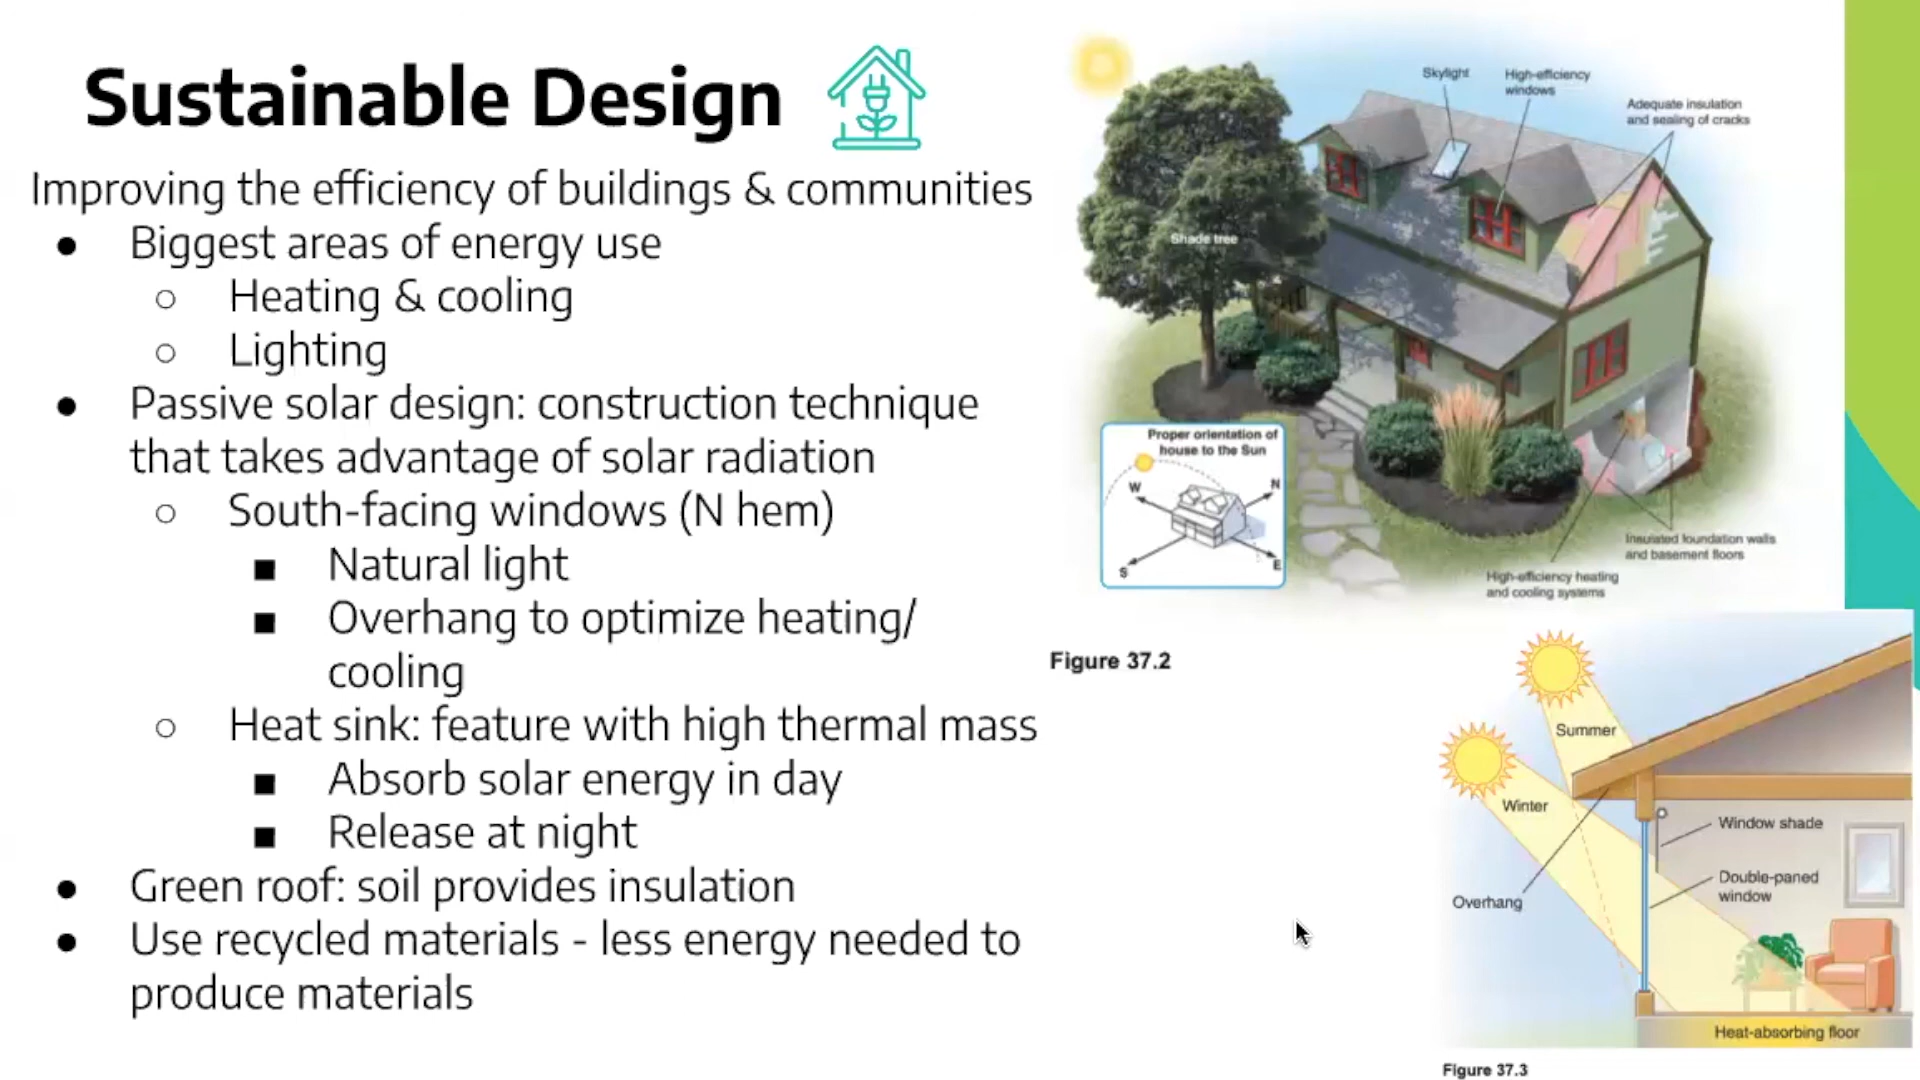 Sustainable Design
Improving the efficiency of buildings & communities
● Biggest areas of energy use
○ Heating & cooling
○ Lighting
● Passive solar design: construction technique
that takes advantage of solar radiation
○ South-facing windows (N hem)
■ Natural light
■ Overhang to optimize heating/
cooling
○ Heat sink: feature with high thermal mass
■ Absorb solar energy in day
■ Release at night
● Green roof: soil provides insulation
● Use recycled materials - less energy needed to
produce materials
Skylight
High-efficiency
windows
Adequate insulation
and sealing of cracks
Shade tree
Proper orientation of
house to the Sun
W
N
S
E
Insulated foundation walls
and basement floors
High-efficiency heating
and cooling systems
Figure 37.2
Summer
Winter
Window shade
Double-paned
window
Overhang
Heat-absorbing floor
Figure 37.3